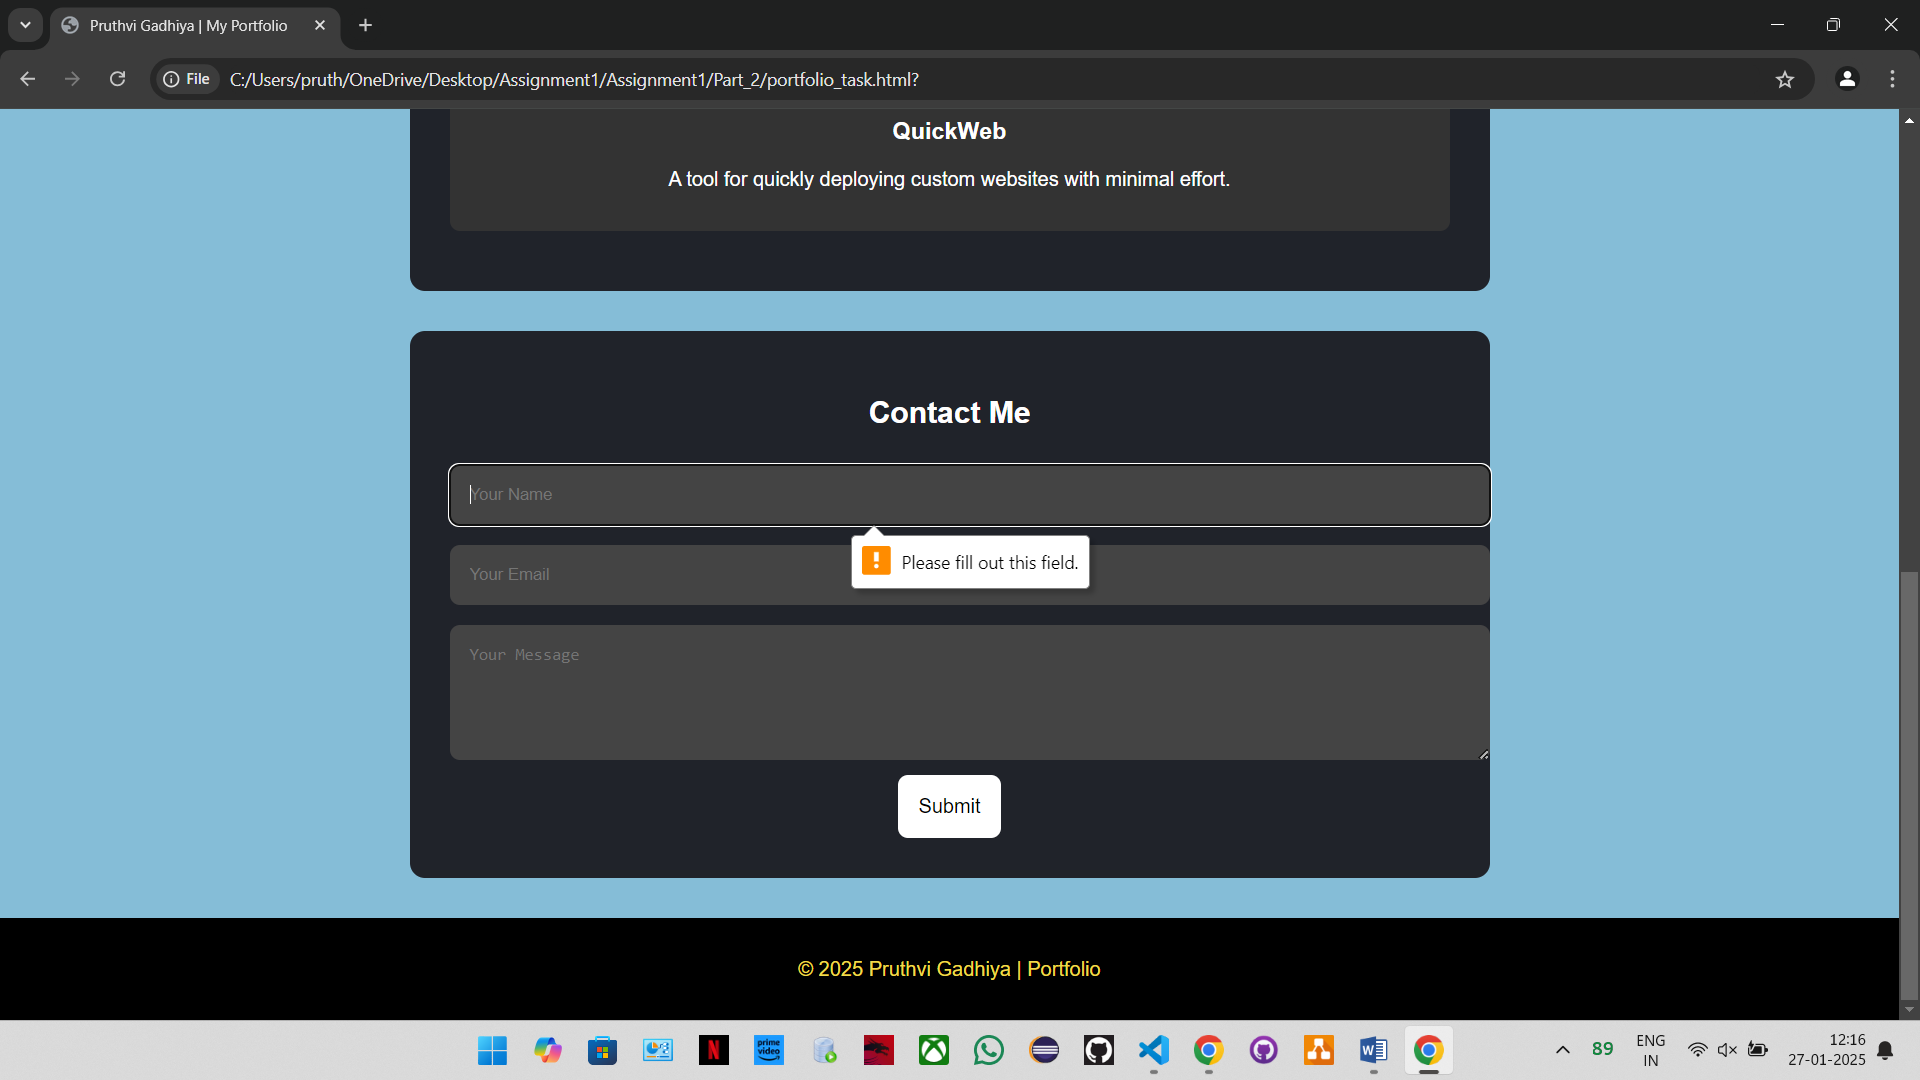 Pruthvi Gadhiya | My Portfolio
File
C:/Users/pruth/OneDrive/Desktop/Assignment1/Assignment1/Part_2/portfolio_task.html?
QuickWeb
A tool for quickly deploying custom websites with minimal effort.
Contact Me
Your Name
Please fill out this field.
Your Email
Your Message
Submit
© 2025 Pruthvi Gadhiya | Portfolio
N
prime
video
89
ENG
IN
12:16
27-01-2025